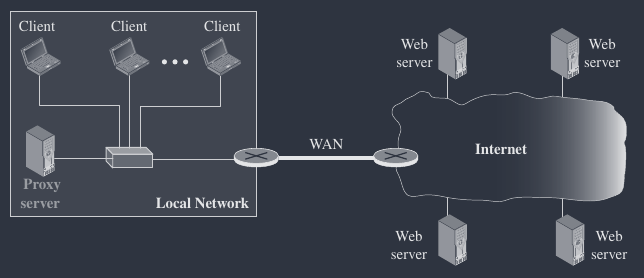 Client
Client
Client
Web
server
Web
server
WAN
Internet
Proxy
server
Local Network
Web
server
Web
server